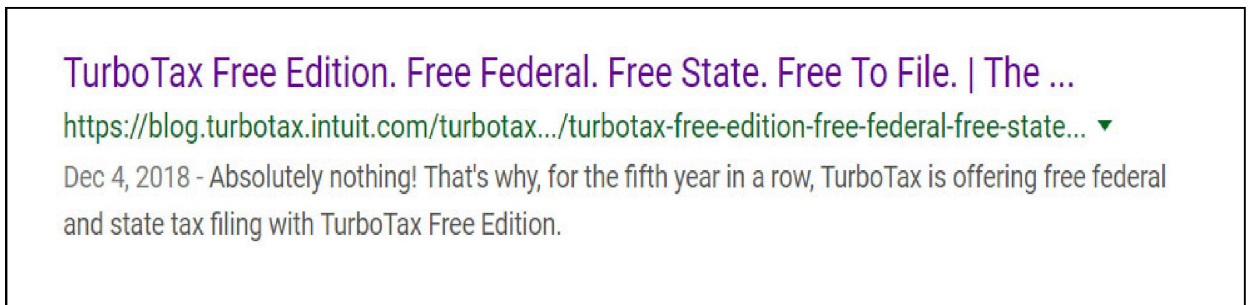 TurboTax Free Edition. Free Federal. Free State. Free To File. | The ...
https://blog.turbotax.intuit.com/turbotax.../turbotax-free-edition-free-federal-free-state... ▼
Dec 4, 2018 - Absolutely nothing! That's why, for the fifth year in a row, TurboTax is offering free federal
and state tax filing with TurboTax Free Edition.